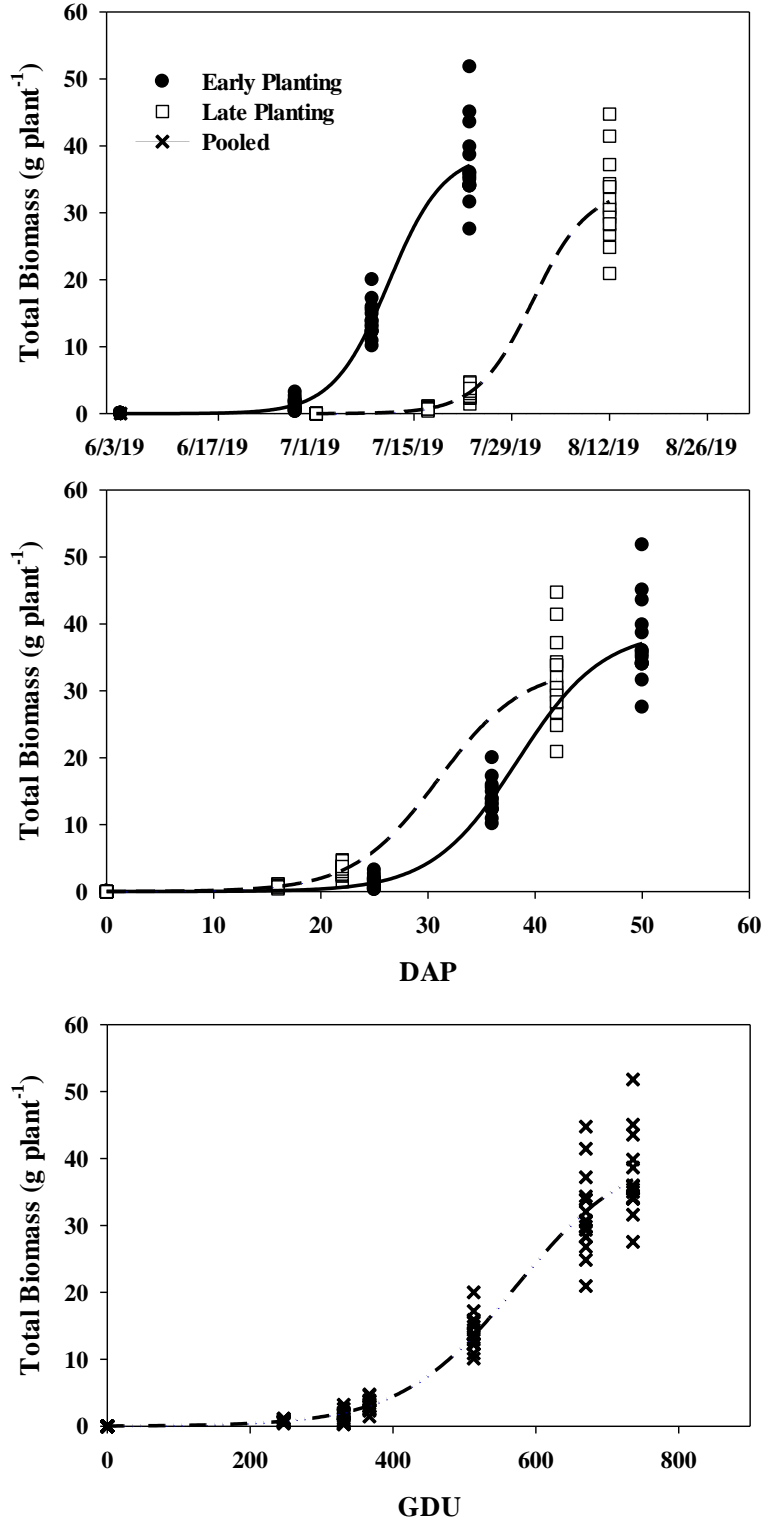 60
50
40
30
20
10
0
Total Biomass (g plant⁻¹)
Early Planting
Late Planting
Pooled
6/3/19 6/17/19 7/1/19 7/15/19 7/29/19 8/12/19 8/26/19
60
50
40
30
20
10
0
Total Biomass (g plant⁻¹)
0 10 20 30 40 50 60
DAP
60
50
40
30
20
10
0
Total Biomass (g plant⁻¹)
0 200 400 600 800
GDU